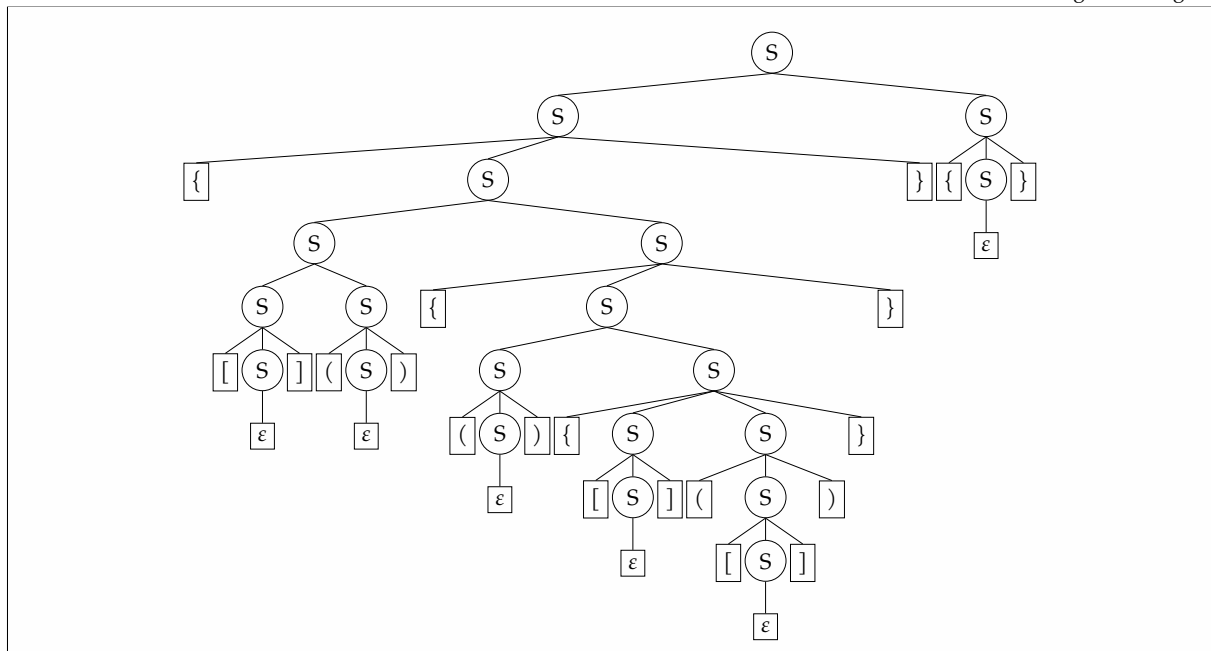 S
S S
{ S } { S }
S S ε
S S { S }
[ S ] ( S ) S S
ε ε ( S ) { S S }
ε [ S ] ( S )
ε [ S ]
ε